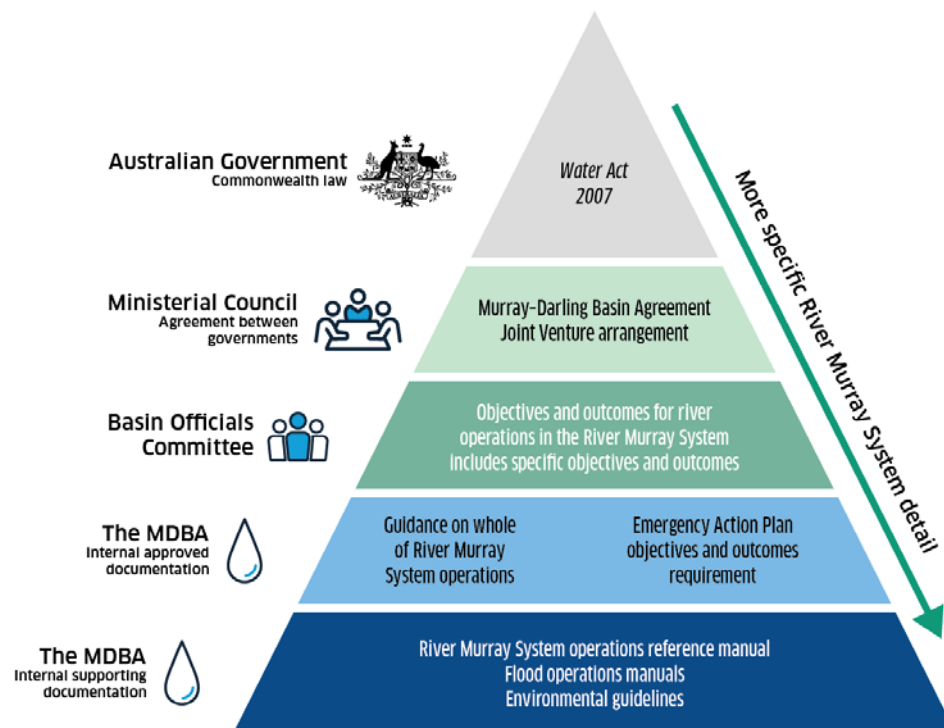 Australian Government
Commonwealth law
Water Act
2007
More specific River Murray System detail
Ministerial Council
Agreement between
governments
Murray–Darling Basin Agreement
Joint Venture arrangement
Basin Officials
Committee
Objectives and outcomes for river
operations in the River Murray System
includes specific objectives and outcomes
The MDBA
Internal approved
documentation
Guidance on whole
of River Murray
System operations
Emergency Action Plan
objectives and outcomes
requirement
The MDBA
Internal supporting
documentation
River Murray System operations reference manual
Flood operations manuals
Environmental guidelines